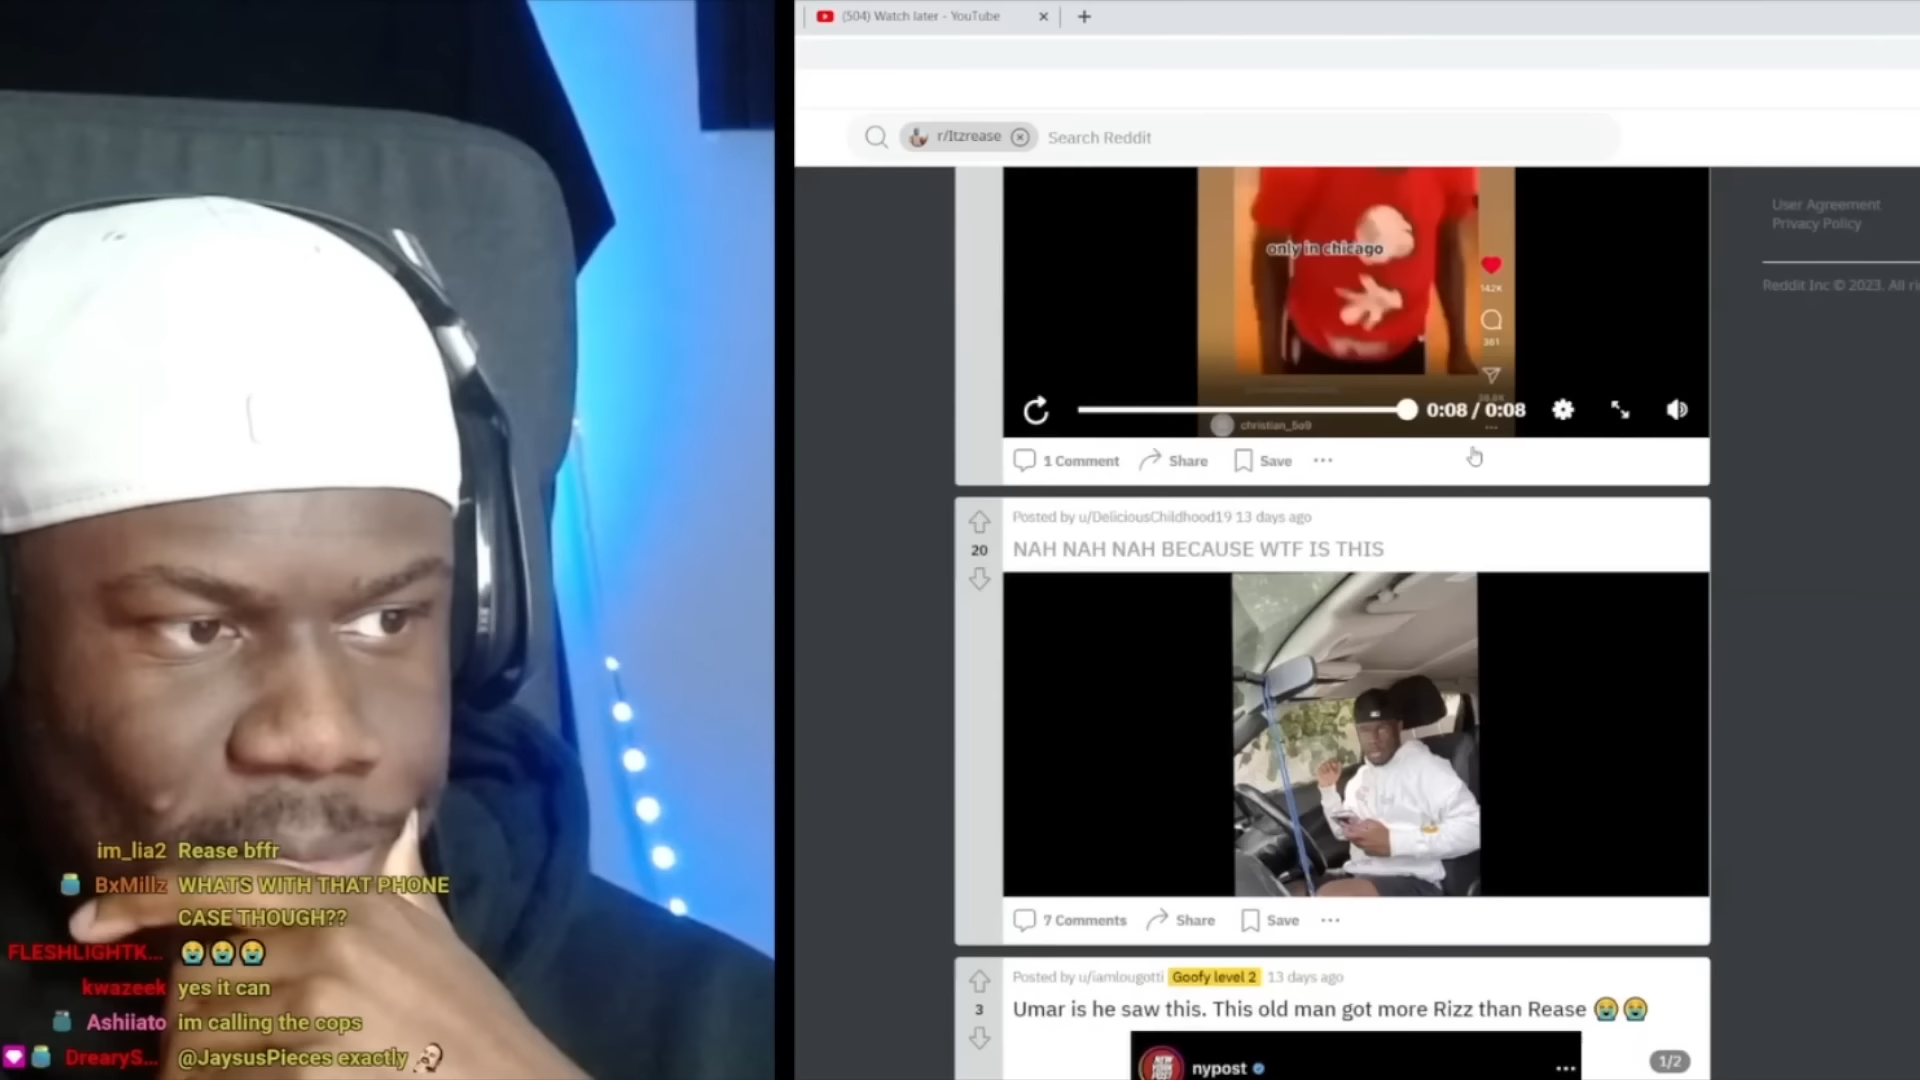 (504) Watch later - YouTube
r/Itzrease
Search Reddit
User Agreement
Privacy Policy
Reddit Inc © 2023. All ri
only in chicago
142K
361
0:08 / 0:08
christian_5o9
1 Comment
Share
Save
Posted by u/DeliciousChildhood19 13 days ago
20
NAH NAH NAH BECAUSE WTF IS THIS
7 Comments
Share
Save
Posted by u/iamlougotti Goofy level 2 13 days ago
3
Umar is he saw this. This old man got more Rizz than Rease 😭😭
nypost
1/2
im_lia2 Rease bffr
BxMillz WHATS WITH THAT PHONE
CASE THOUGH??
FLESHLIGHTK... 😭😭😭
kwazeek yes it can
Ashiiato im calling the cops
DrearyS... @JaysusPieces exactly